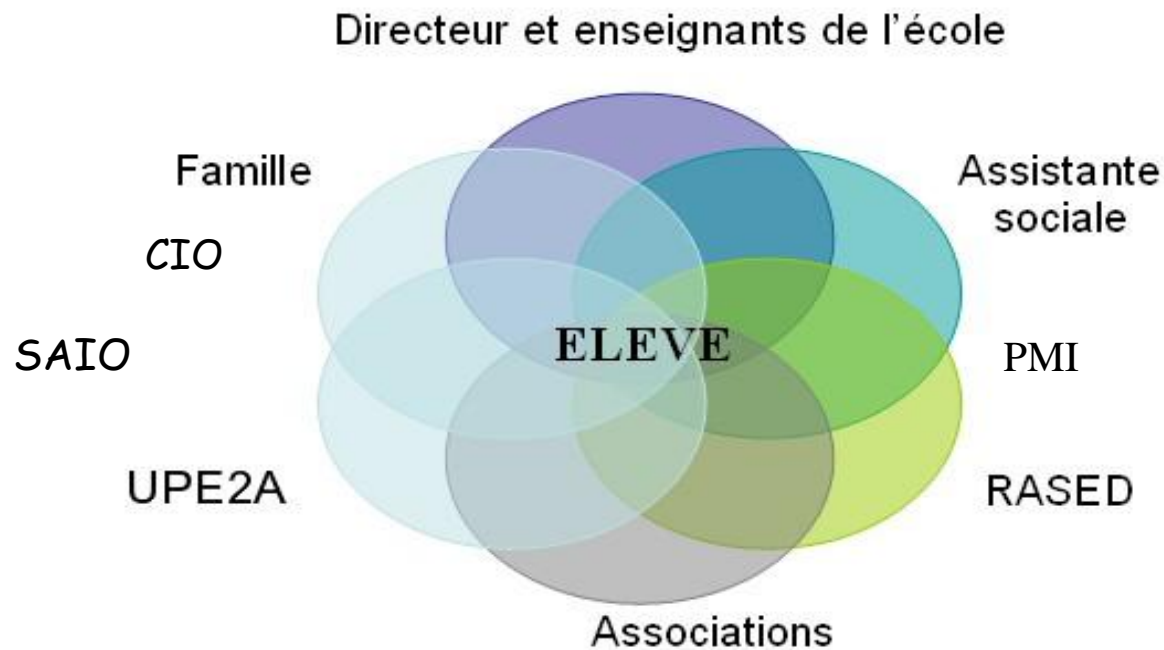 Directeur et enseignants de l'école
Famille
Assistante
sociale
CIO
SAIO
ELEVE
PMI
UPE2A
RASED
Associations